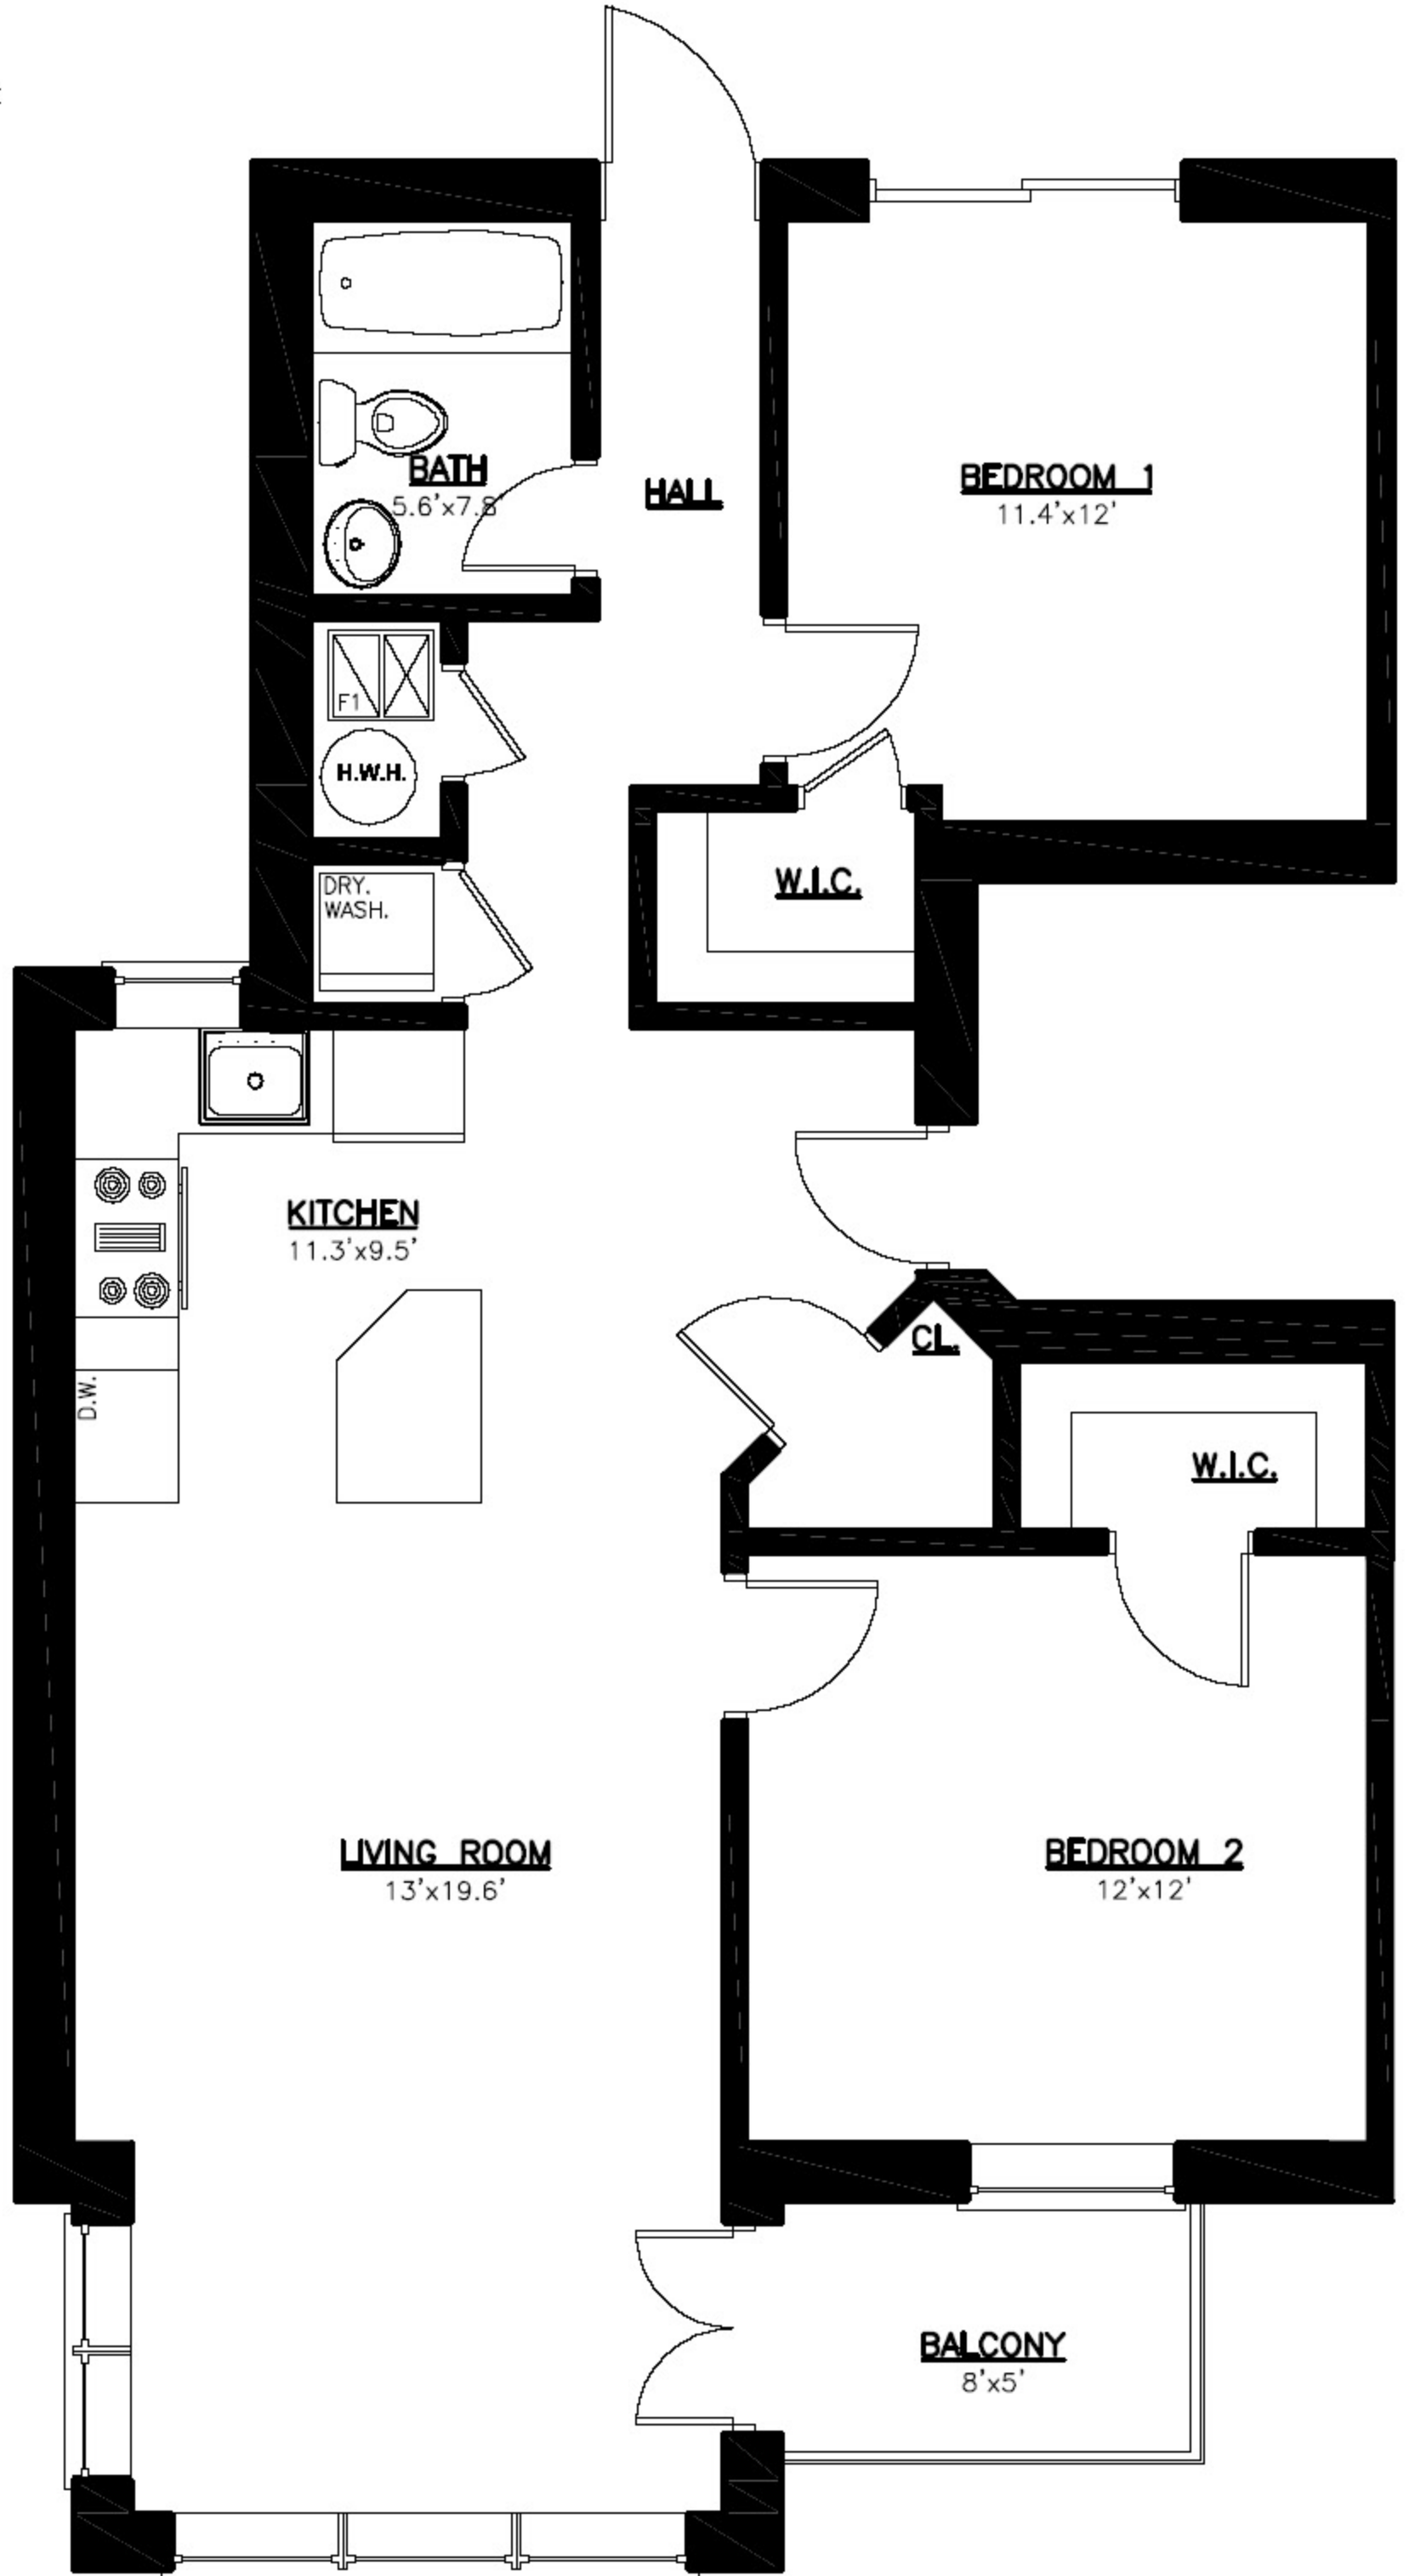 BATH
5.6'x7.8'
HALL
BEDROOM 1
11.4'x12'
F1
H.W.H.
DRY.
WASH.
W.I.C.
KITCHEN
11.3'x9.5'
CL.
D.W.
W.I.C.
LIVING ROOM
13'x19.6'
BEDROOM 2
12'x12'
BALCONY
8'x5'